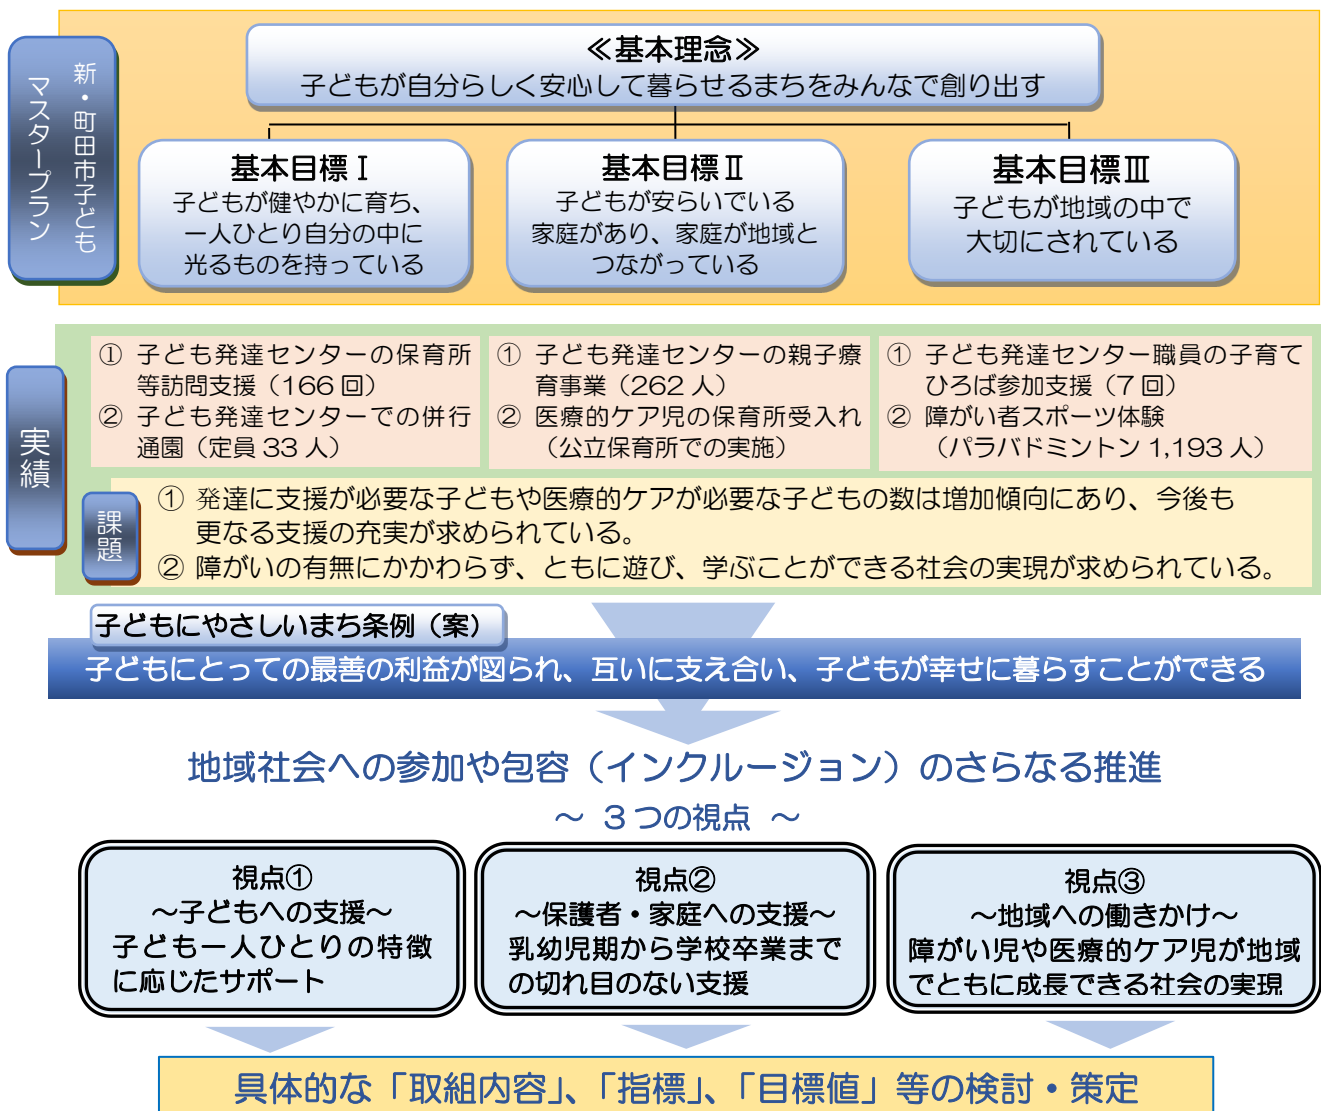 新・町田市子ども
マスタープラン
≪基本理念≫
子どもが自分らしく安心して暮らせるまちをみんなで創り出す
基本目標Ⅰ
子どもが健やかに育ち、
一人ひとり自分の中に
光るものを持っている
基本目標Ⅱ
子どもが安らいでいる
家庭があり、家庭が地域と
つながっている
基本目標Ⅲ
子どもが地域の中で
大切にされている
実績
① 子ども発達センターの保育所
等訪問支援（166 回）
② 子ども発達センターでの併行
通園（定員 33 人）
① 子ども発達センターの親子療
育事業（262 人）
② 医療的ケア児の保育所受入れ
（公立保育所での実施）
① 子ども発達センター職員の子育て
ひろば参加支援（7 回）
② 障がい者スポーツ体験
（パラバドミントン 1,193 人）
課題
① 発達に支援が必要な子どもや医療的ケアが必要な子どもの数は増加傾向にあり、今後も
更なる支援の充実が求められている。
② 障がいの有無にかかわらず、ともに遊び、学ぶことができる社会の実現が求められている。
子どもにやさしいまち条例（案）
子どもにとっての最善の利益が図られ、互いに支え合い、子どもが幸せに暮らすことができる
地域社会への参加や包容（インクルージョン）のさらなる推進
～ 3 つの視点 ～
視点①
～子どもへの支援～
子ども一人ひとりの特徴
に応じたサポート
視点②
～保護者・家庭への支援～
乳幼児期から学校卒業まで
の切れ目のない支援
視点③
～地域への働きかけ～
障がい児や医療的ケア児が地域
でともに成長できる社会の実現
具体的な「取組内容」、「指標」、「目標値」等の検討・策定